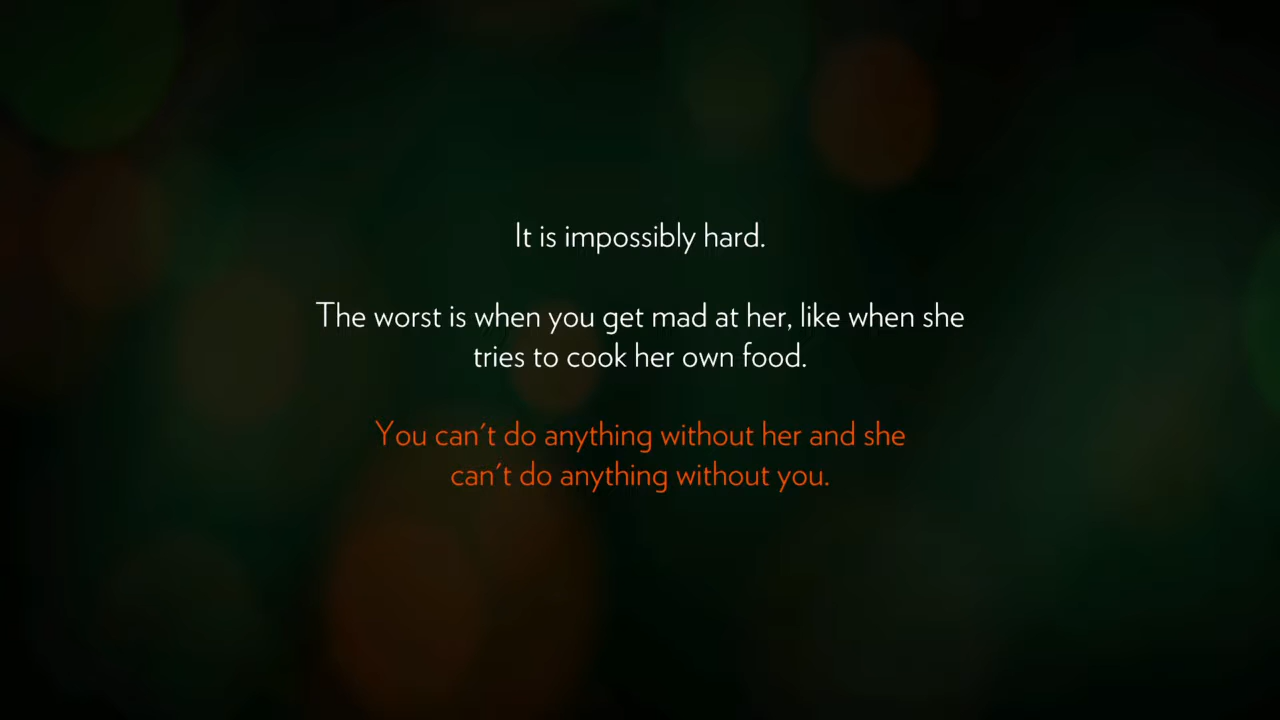 It is impossibly hard.
The worst is when you get mad at her, like when she
tries to cook her own food.
You can't do anything without her and she
can't do anything without you.